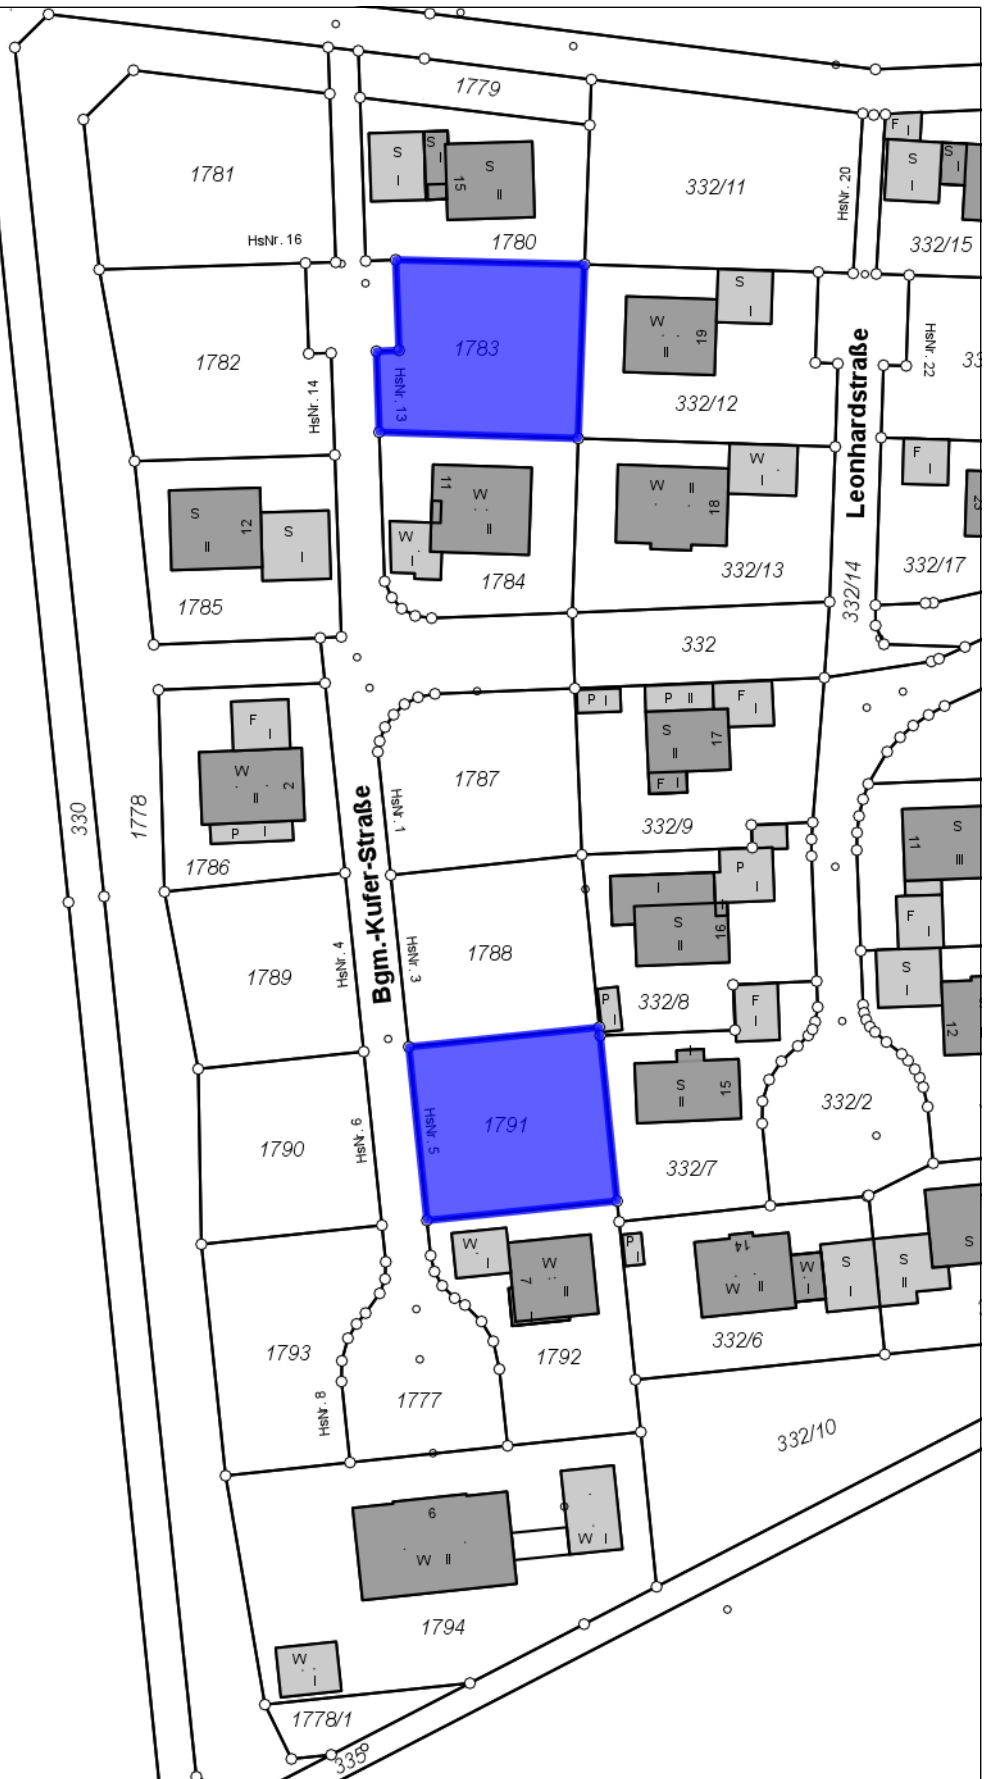 1779
1781
S
I
S
I
15
S
II
1780
HsNr. 16
332/11
HsNr. 20
F
I
S
I
S
I
332/15
1782
HsNr. 14
1783
HsNr. 13
W
II
19
S
I
332/12
Leonhardstraße
HsNr. 22
33
S
II
12
S
I
1785
11
W
II
W
I
1784
W
II
18
W
I
332/13
332/14
F
I
23
332/17
332
330
1778
F
I
W
II
2
P
I
1786
Bgm.-Kufer-Straße
HsNr. 1
1787
P I
P II
F
I
S
II
17
F I
332/9
11
S
III
F
I
1789
HsNr. 4
HsNr. 3
1788
I
S
II
16
I
P
I
P
I
332/8
F
I
S
I
12
1790
HsNr. 6
HsNr. 5
1791
I
S
II
15
332/7
332/2
1793
HsNr. 8
1777
W
I
7
W
II
I
1792
P
I
14
W
II
W
I
S
I
S
II
S
332/6
332/10
6
W II
W I
1794
W
I
1778/1
335